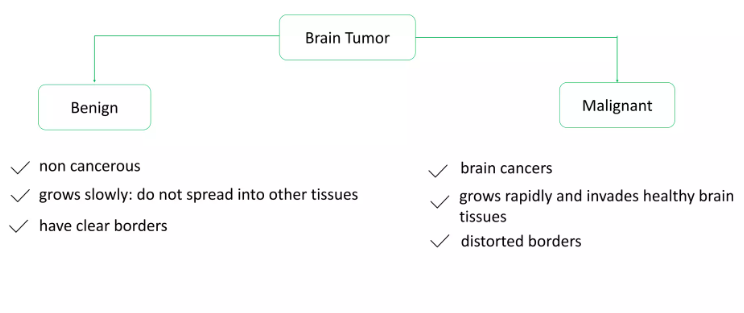 Brain Tumor
Benign
Malignant
non cancerous
grows slowly: do not spread into other tissues
have clear borders
brain cancers
grows rapidly and invades healthy brain
tissues
distorted borders